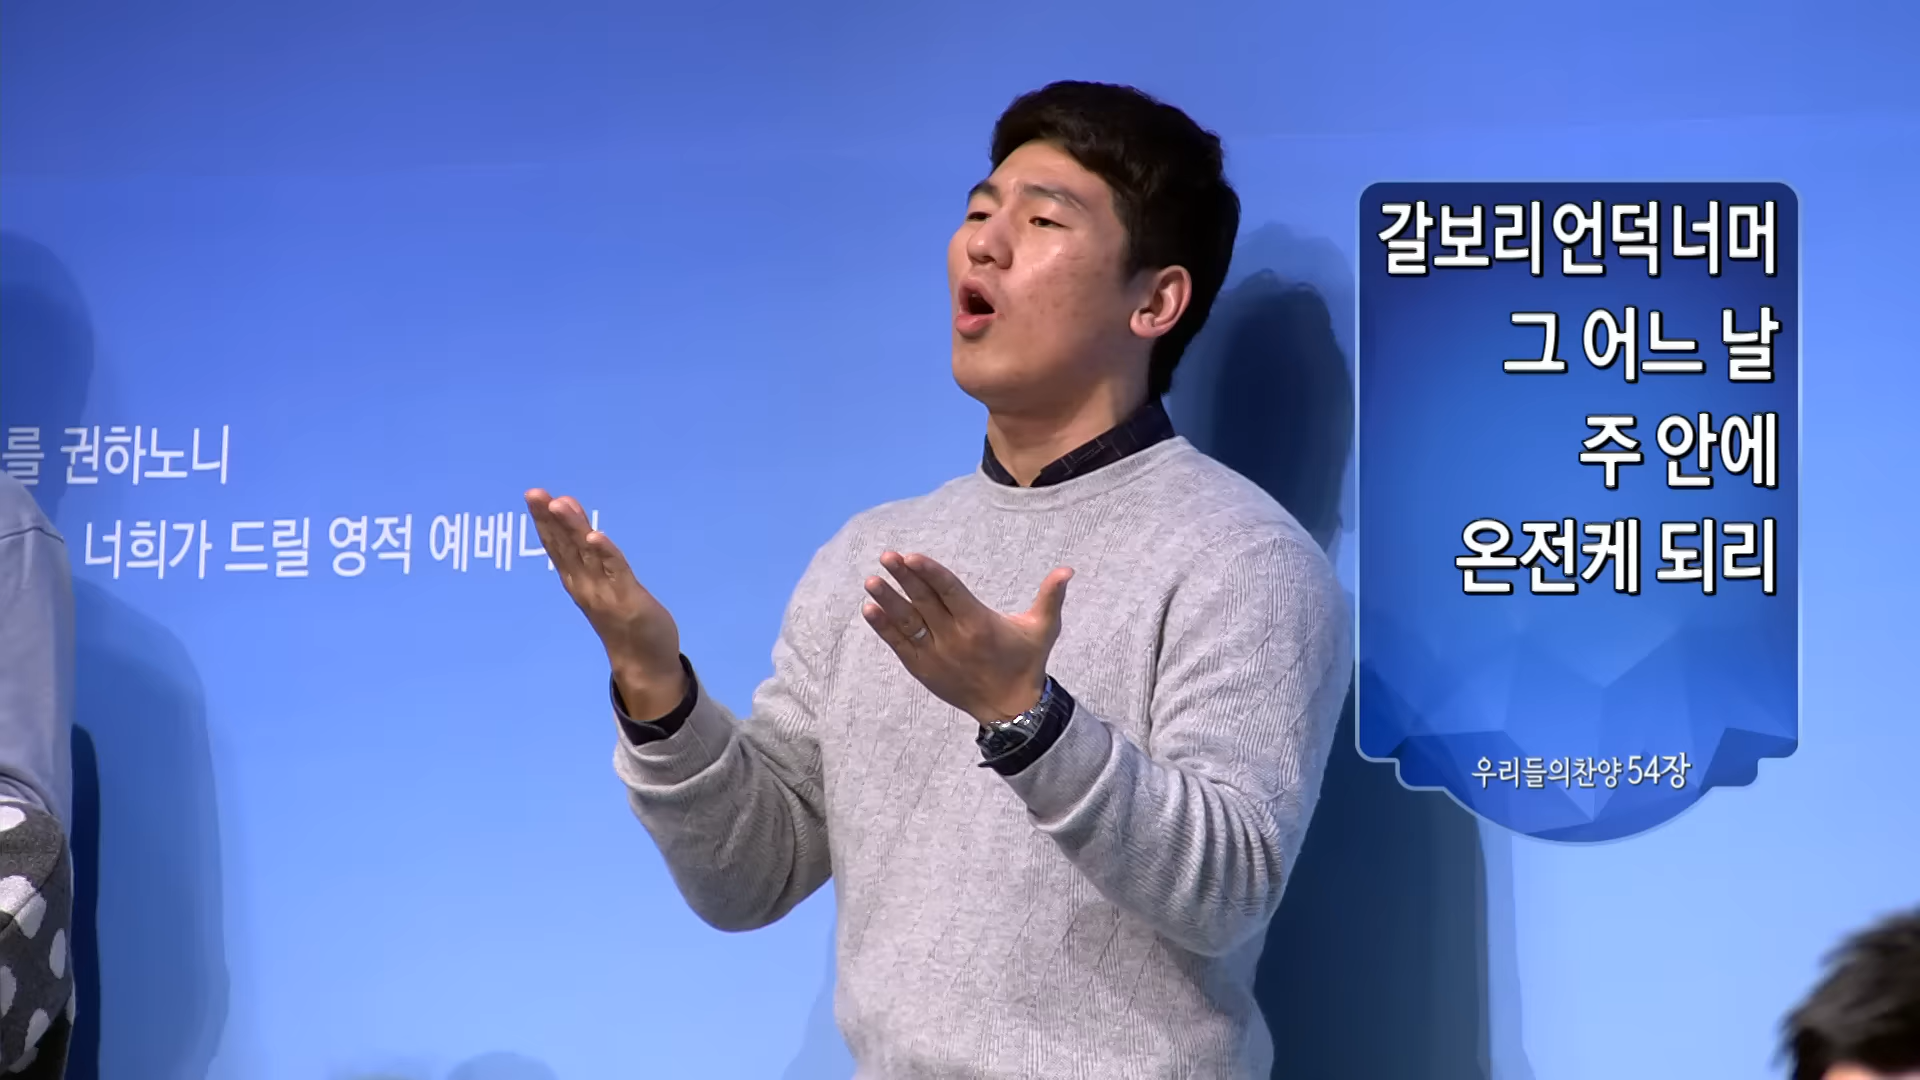 를 권하노니
너희가 드릴 영적 예배니라
갈보리 언덕 너머
그 어느 날
주 안에
온전케 되리
우리들의찬양 54장